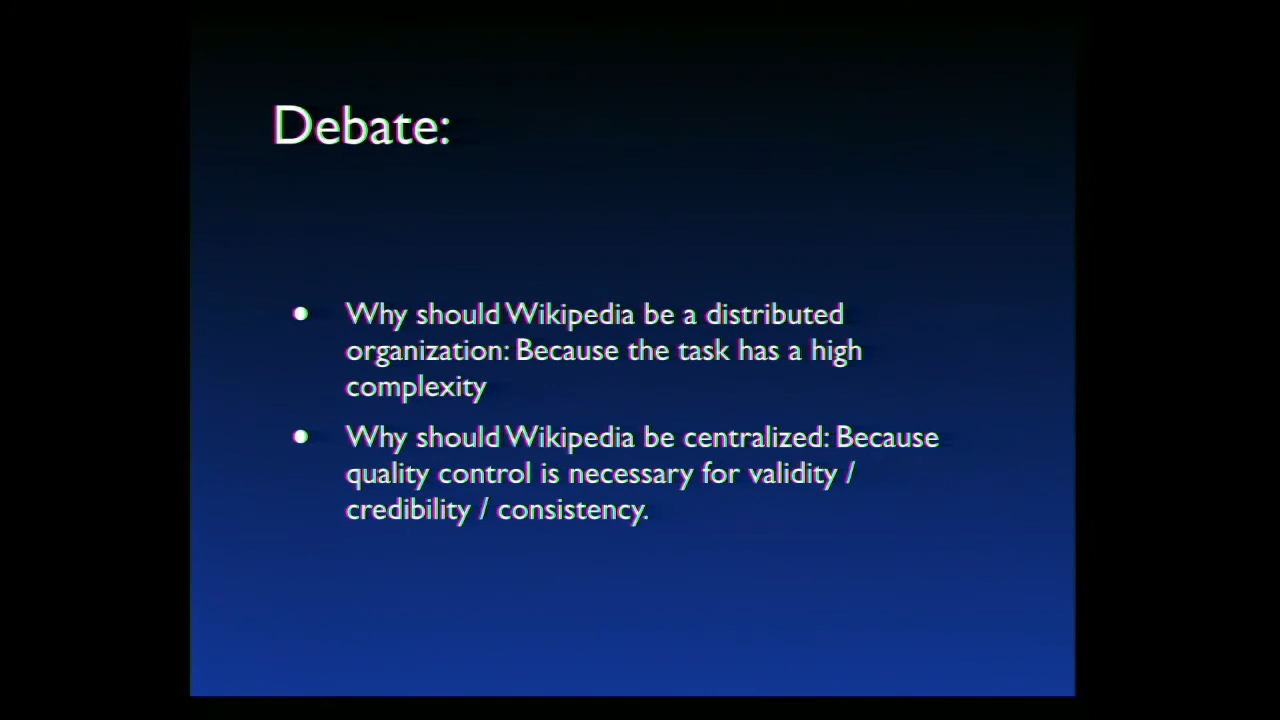 Debate:
• Why should Wikipedia be a distributed
organization: Because the task has a high
complexity
• Why should Wikipedia be centralized: Because
quality control is necessary for validity /
credibility / consistency.